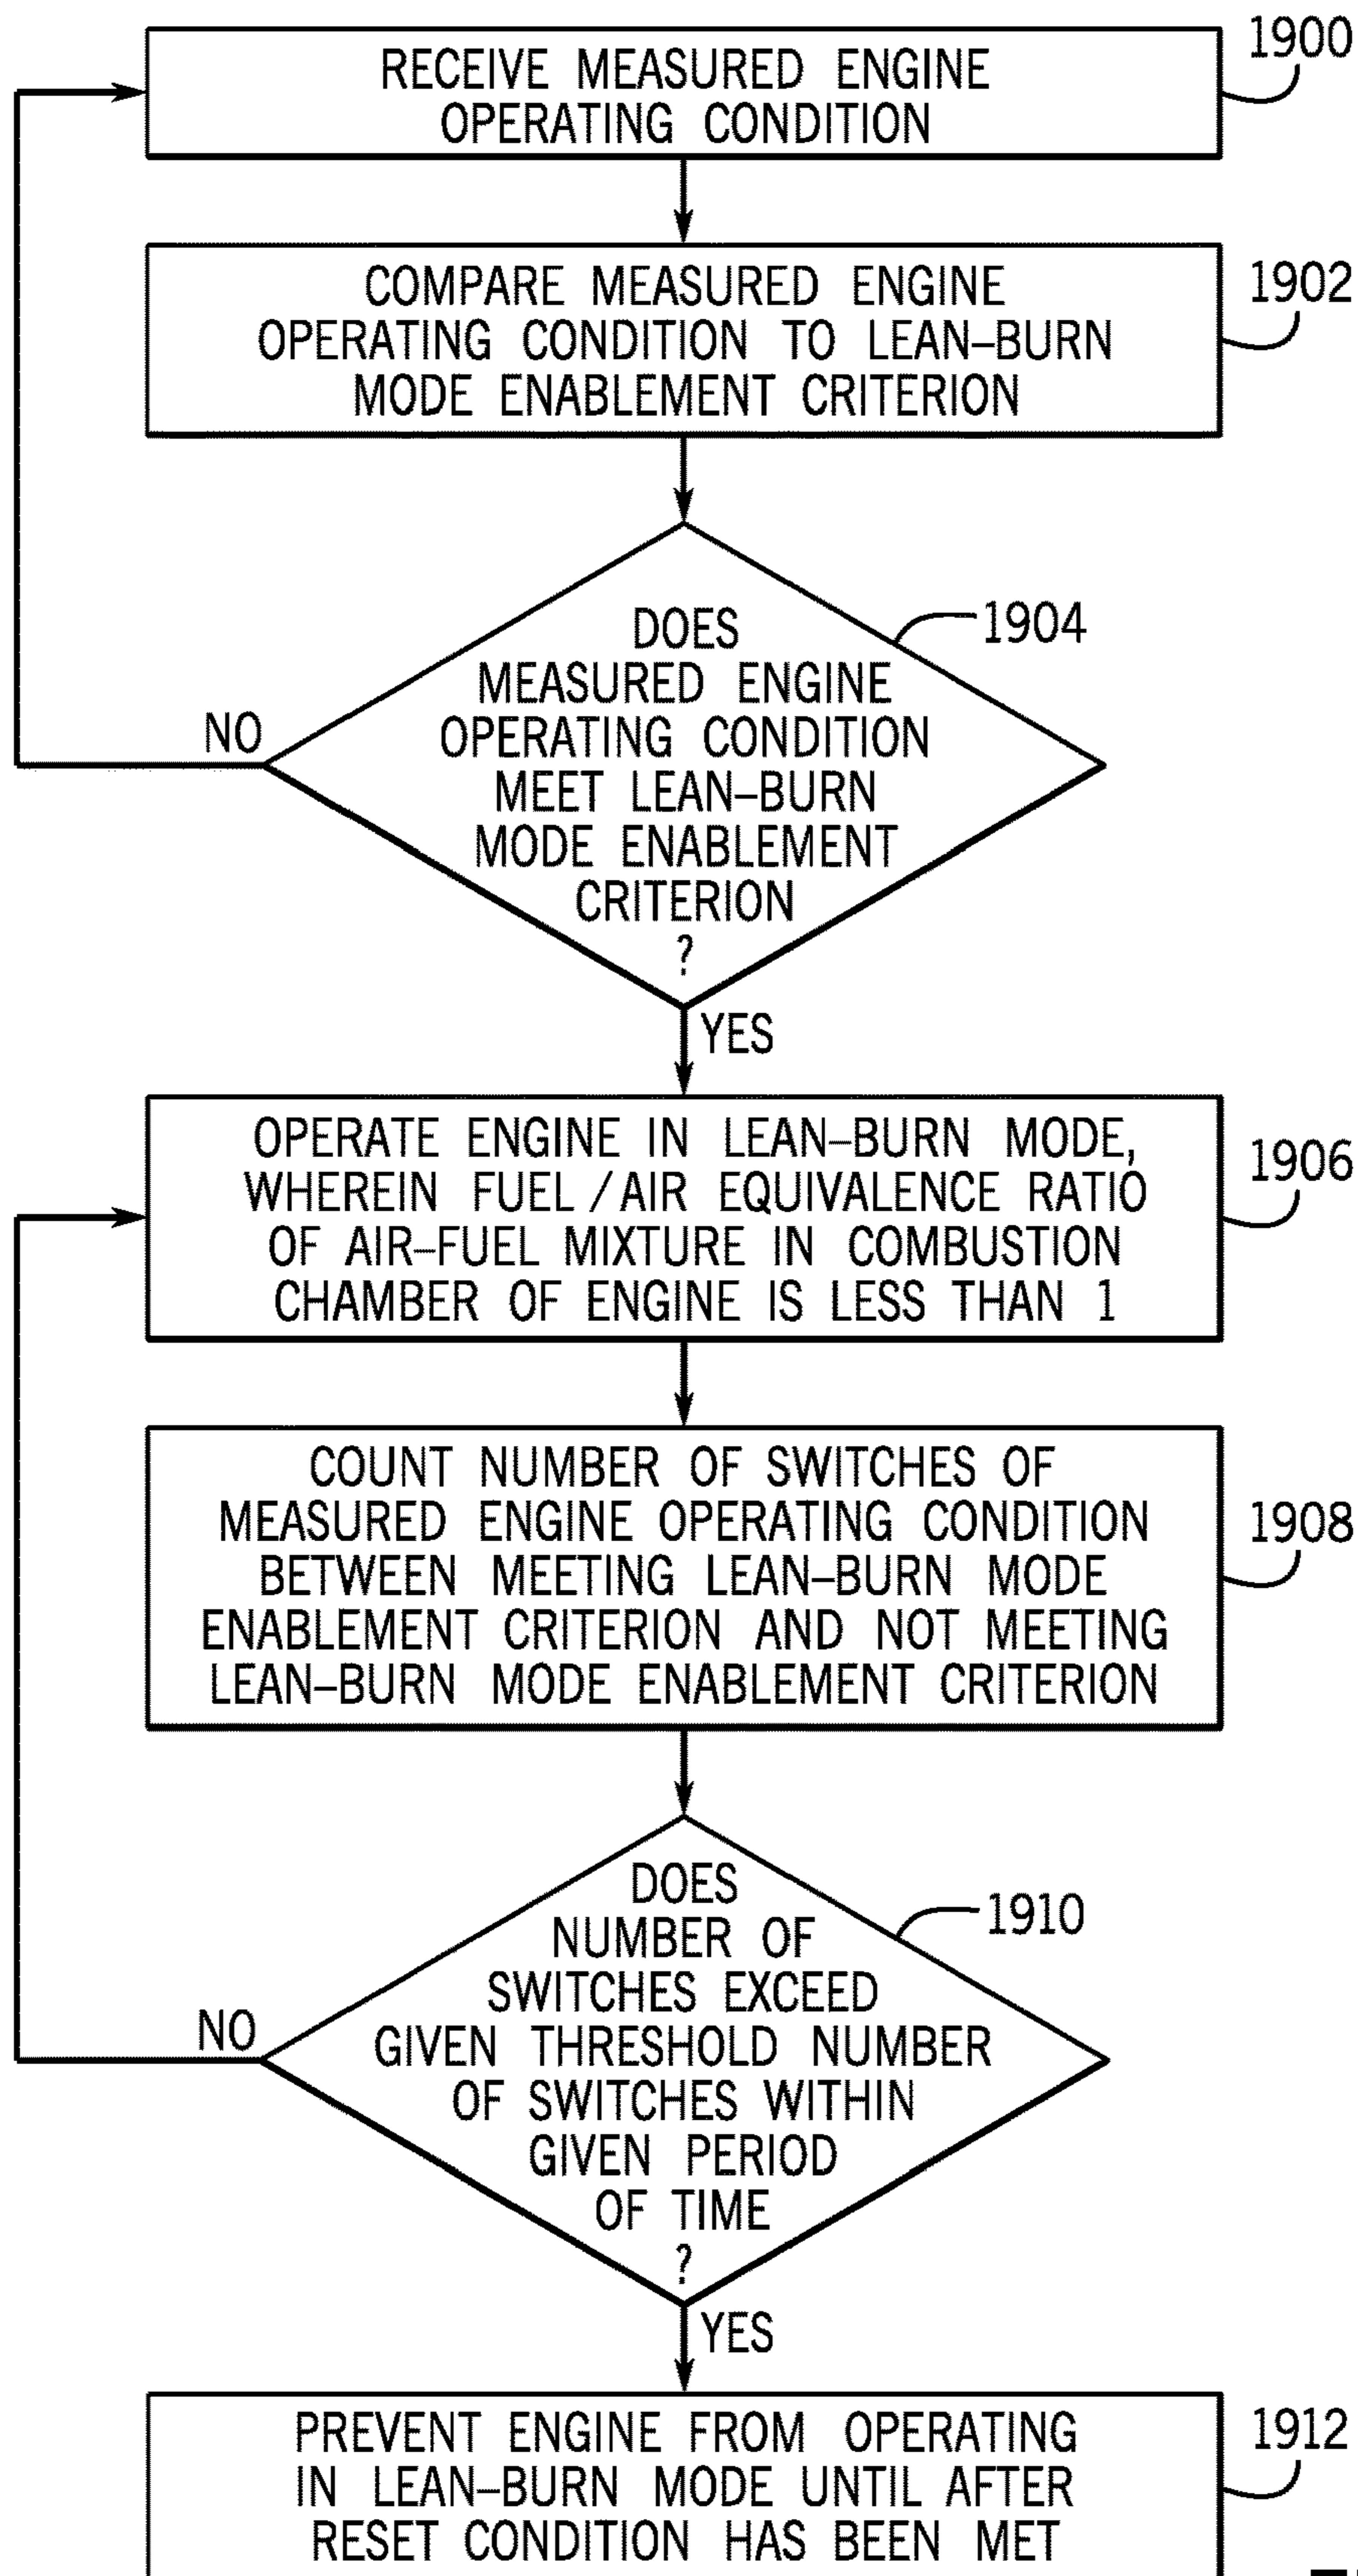 RECEIVE MEASURED ENGINE
OPERATING CONDITION
1900
COMPARE MEASURED ENGINE
OPERATING CONDITION TO LEAN–BURN
MODE ENABLEMENT CRITERION
1902
DOES
MEASURED ENGINE
OPERATING CONDITION
MEET LEAN–BURN
MODE ENABLEMENT
CRITERION
?
1904
NO
YES
OPERATE ENGINE IN LEAN–BURN MODE,
WHEREIN FUEL/AIR EQUIVALENCE RATIO
OF AIR–FUEL MIXTURE IN COMBUSTION
CHAMBER OF ENGINE IS LESS THAN 1
1906
COUNT NUMBER OF SWITCHES OF
MEASURED ENGINE OPERATING CONDITION
BETWEEN MEETING LEAN–BURN MODE
ENABLEMENT CRITERION AND NOT MEETING
LEAN–BURN MODE ENABLEMENT CRITERION
1908
DOES
NUMBER OF
SWITCHES EXCEED
GIVEN THRESHOLD NUMBER
OF SWITCHES WITHIN
GIVEN PERIOD
OF TIME
?
1910
NO
YES
PREVENT ENGINE FROM OPERATING
IN LEAN–BURN MODE UNTIL AFTER
RESET CONDITION HAS BEEN MET
1912